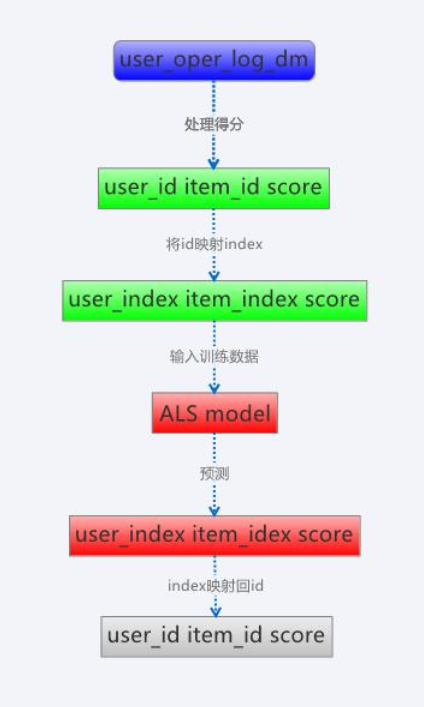 user_oper_log_dm
处理得分
user_id item_id score
将id映射index
user_index item_index score
输入训练数据
ALS model
预测
user_index item_idex score
index映射回id
user_id item_id score